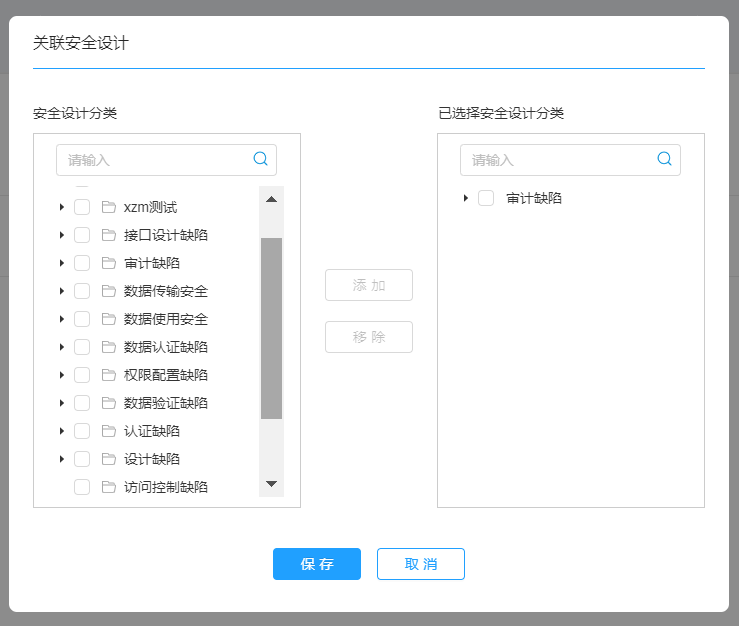 关联安全设计
安全设计分类
已选择安全设计分类
请输入
请输入
xzm测试
接口设计缺陷
审计缺陷
数据传输安全
数据使用安全
数据认证缺陷
权限配置缺陷
数据验证缺陷
认证缺陷
设计缺陷
访问控制缺陷
添 加
移 除
审计缺陷
保 存
取 消